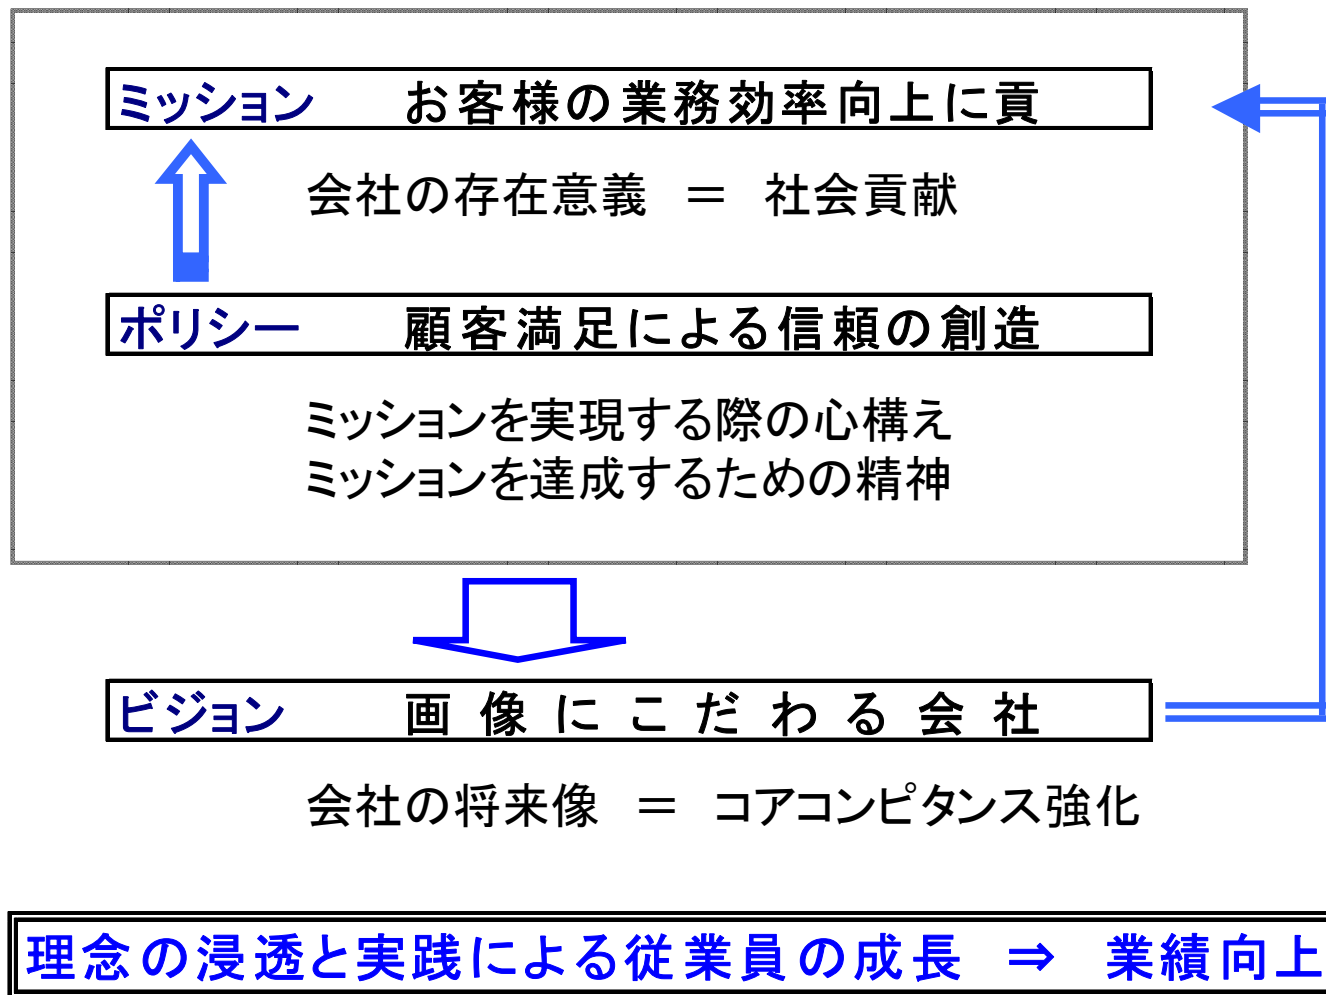 ミッション　お客様の業務効率向上に貢
会社の存在意義　＝　社会貢献
ポリシー　顧客満足による信頼の創造
ミッションを実現する際の心構え
ミッションを達成するための精神
ビジョン　画像にこだわる会社
会社の将来像　＝　コアコンピタンス強化
理念の浸透と実践による従業員の成長　⇒　業績向上